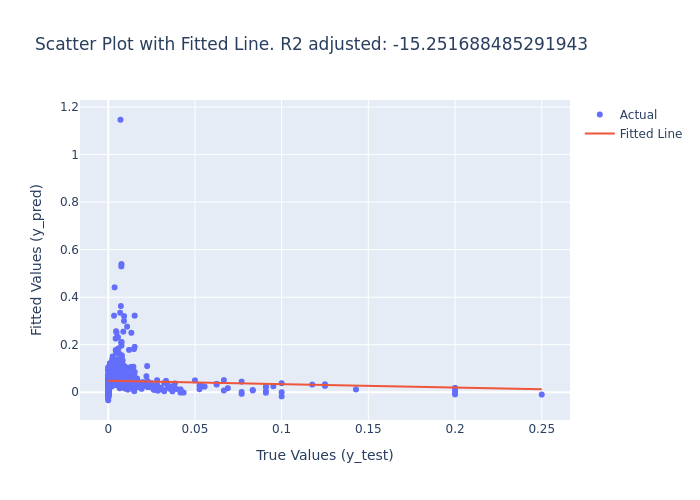 Scatter Plot with Fitted Line. R2 adjusted: -15.251688485291943
Actual
Fitted Line
1.2
1
0.8
0.6
0.4
0.2
0
Fitted Values (y_pred)
0
0.05
0.1
0.15
0.2
0.25
True Values (y_test)